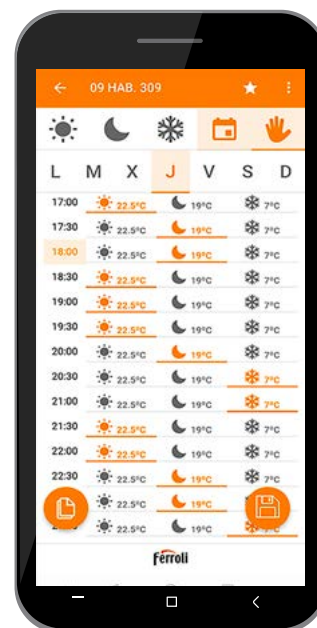 09 HAB. 309
L M X J V S D
17:00 22.5ºC 19ºC 7ºC
17:30 22.5ºC 19ºC 7ºC
18:00 22.5ºC 19ºC 7ºC
18:30 22.5ºC 19ºC 7ºC
19:00 22.5ºC 19ºC 7ºC
19:30 22.5ºC 19ºC 7ºC
20:00 22.5ºC 19ºC 7ºC
20:30 22.5ºC 19ºC 7ºC
21:00 22.5ºC 19ºC 7ºC
21:30 22.5ºC 19ºC 7ºC
22:00 22.5ºC 19ºC 7ºC
22:30 22.5ºC 19ºC 7ºC
22.5ºC 19ºC
22.5ºC 19ºC 7ºC
ferroli